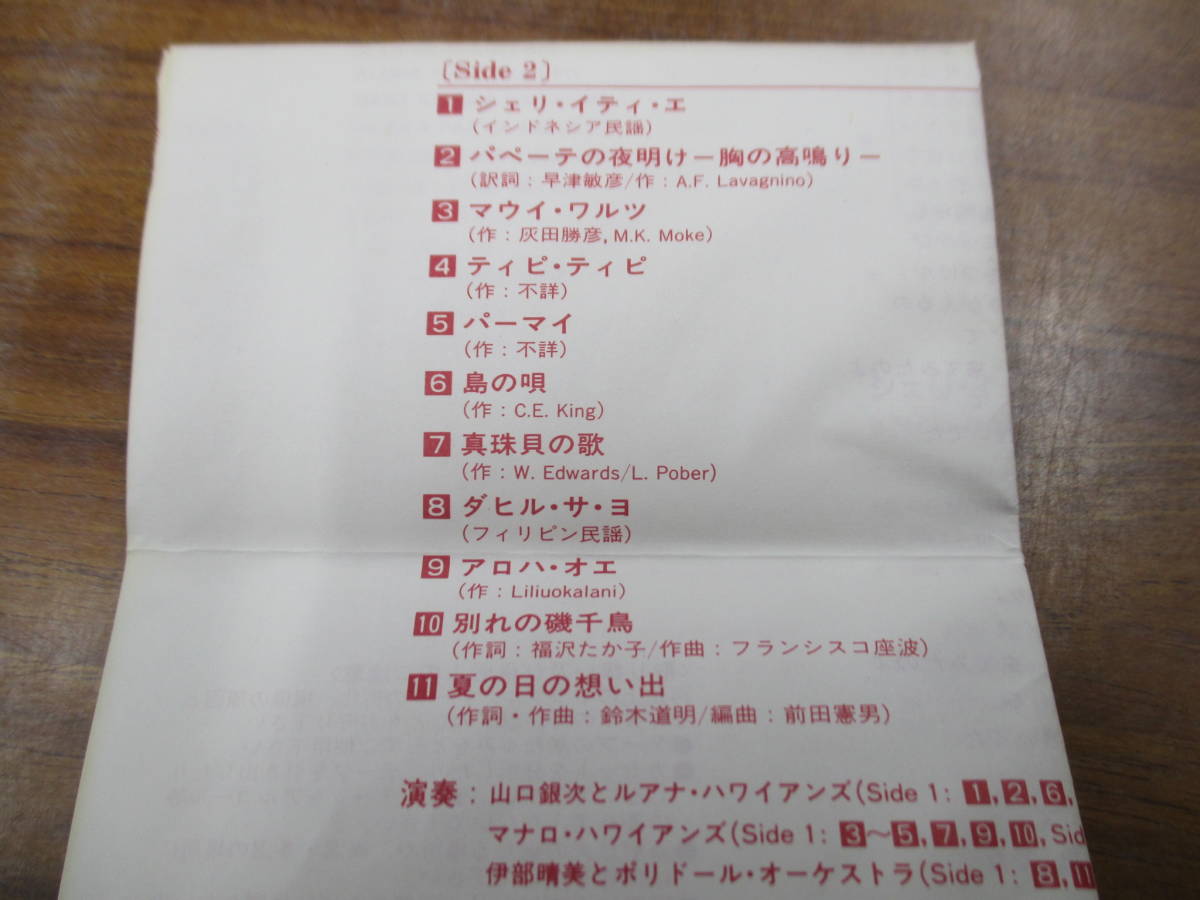 〔Side 2〕
1 シェリ・イティ・エ
(インドネシア民謡)
2 パペーテの夜明け－胸の高鳴り－
(訳詞：早津敏彦/作：A.F. Lavagnino)
3 マウイ・ワルツ
(作：灰田勝彦, M.K. Moke)
4 ティピ・ティピ
(作：不詳)
5 パーマイ
(作：不詳)
6 島の唄
(作：C.E. King)
7 真珠貝の歌
(作：W. Edwards/L. Pober)
8 ダヒル・サ・ヨ
(フィリピン民謡)
9 アロハ・オエ
(作：Liliuokalani)
10 別れの磯千鳥
(作詞：福沢たか子/作曲：フランシスコ座波)
11 夏の日の想い出
(作詞・作曲：鈴木道明/編曲：前田憲男)
演奏：山口銀次とルアナ・ハワイアンズ(Side 1: 1, 2, 6,
マナロ・ハワイアンズ(Side 1: 3～5, 7, 9, 10, Sid
伊部晴美とポリドール・オーケストラ(Side 1: 8, 11